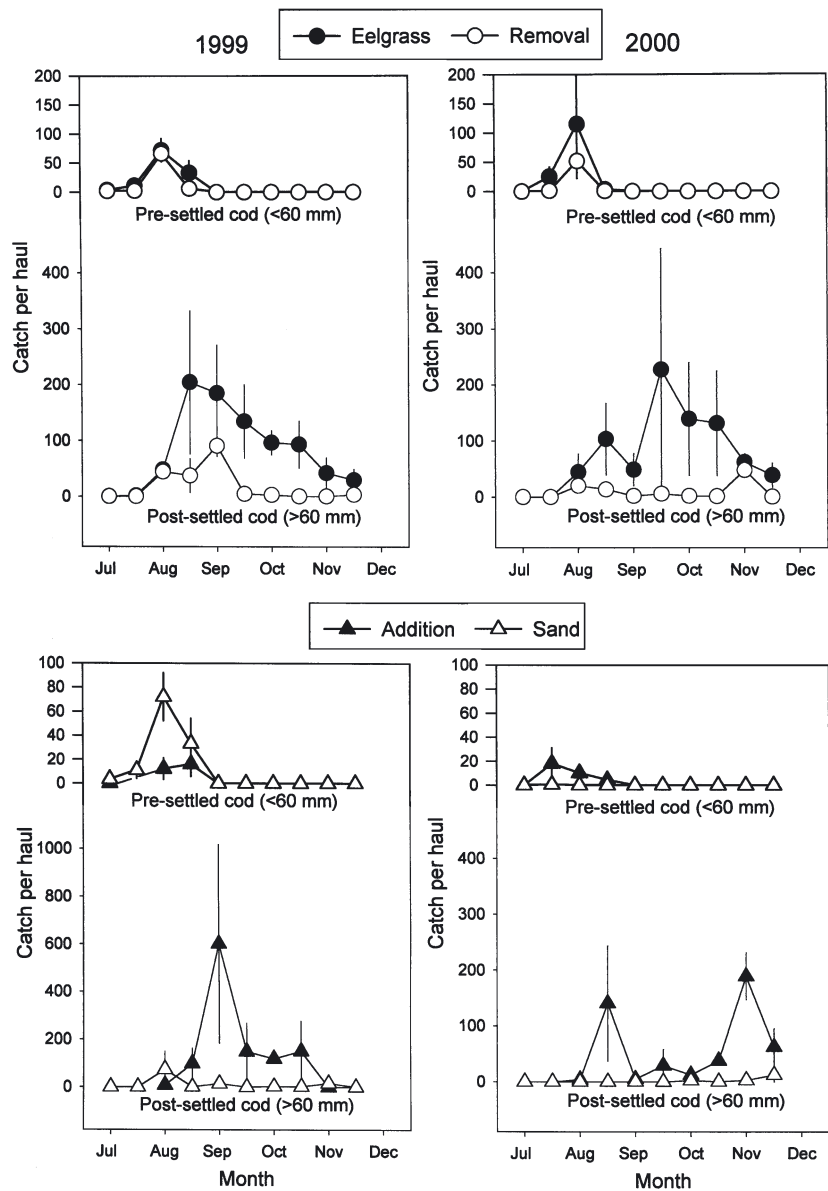 1999
Eelgrass
Removal
2000
200
150
100
50
0
Pre-settled cod (<60 mm)
400
300
200
100
0
Post-settled cod (>60 mm)
Catch per haul
Jul Aug Sep Oct Nov Dec
200
150
100
50
0
Pre-settled cod (<60 mm)
400
300
200
100
0
Post-settled cod (>60 mm)
Catch per haul
Jul Aug Sep Oct Nov Dec
Addition
Sand
100
80
60
40
20
0
Pre-settled cod (<60 mm)
1000
800
600
400
200
0
Post-settled cod (>60 mm)
Catch per haul
Jul Aug Sep Oct Nov Dec
Month
100
80
60
40
20
0
Pre-settled cod (<60 mm)
400
300
200
100
0
Post-settled cod (>60 mm)
Catch per haul
Jul Aug Sep Oct Nov Dec
Month